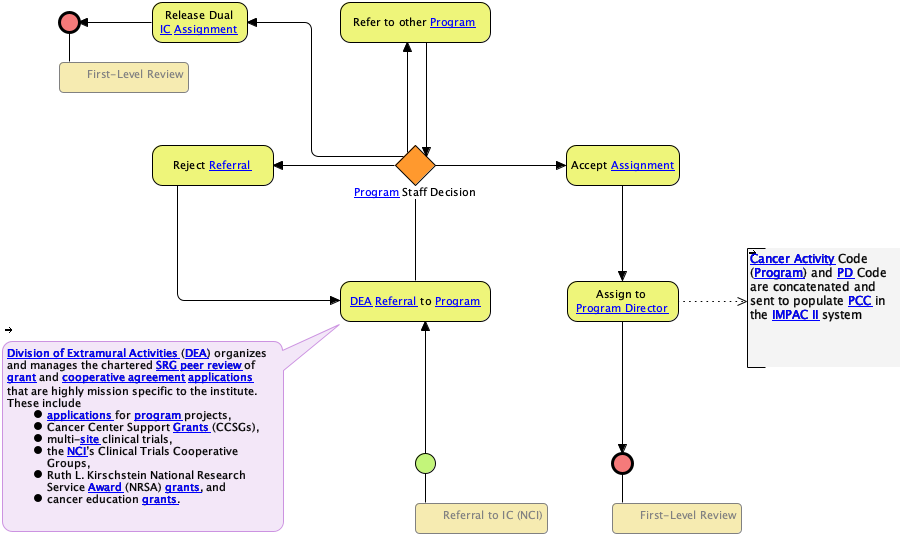 Release Dual
IC Assignment
Refer to other Program
First-Level Review
Reject Referral
Accept Assignment
Program Staff Decision
DEA Referral to Program
Assign to
Program Director
Cancer Activity Code
(Program) and PD Code
are concatenated and
sent to populate PCC in
the IMPAC II system
Division of Extramural Activities (DEA) organizes
and manages the chartered SRG peer review of
grant and cooperative agreement applications
that are highly mission specific to the institute.
These include
● applications for program projects,
● Cancer Center Support Grants (CCSGs),
● multi-site clinical trials,
● the NCI's Clinical Trials Cooperative
Groups,
● Ruth L. Kirschstein National Research
Service Award (NRSA) grants, and
● cancer education grants.
Referral to IC (NCI)
First-Level Review